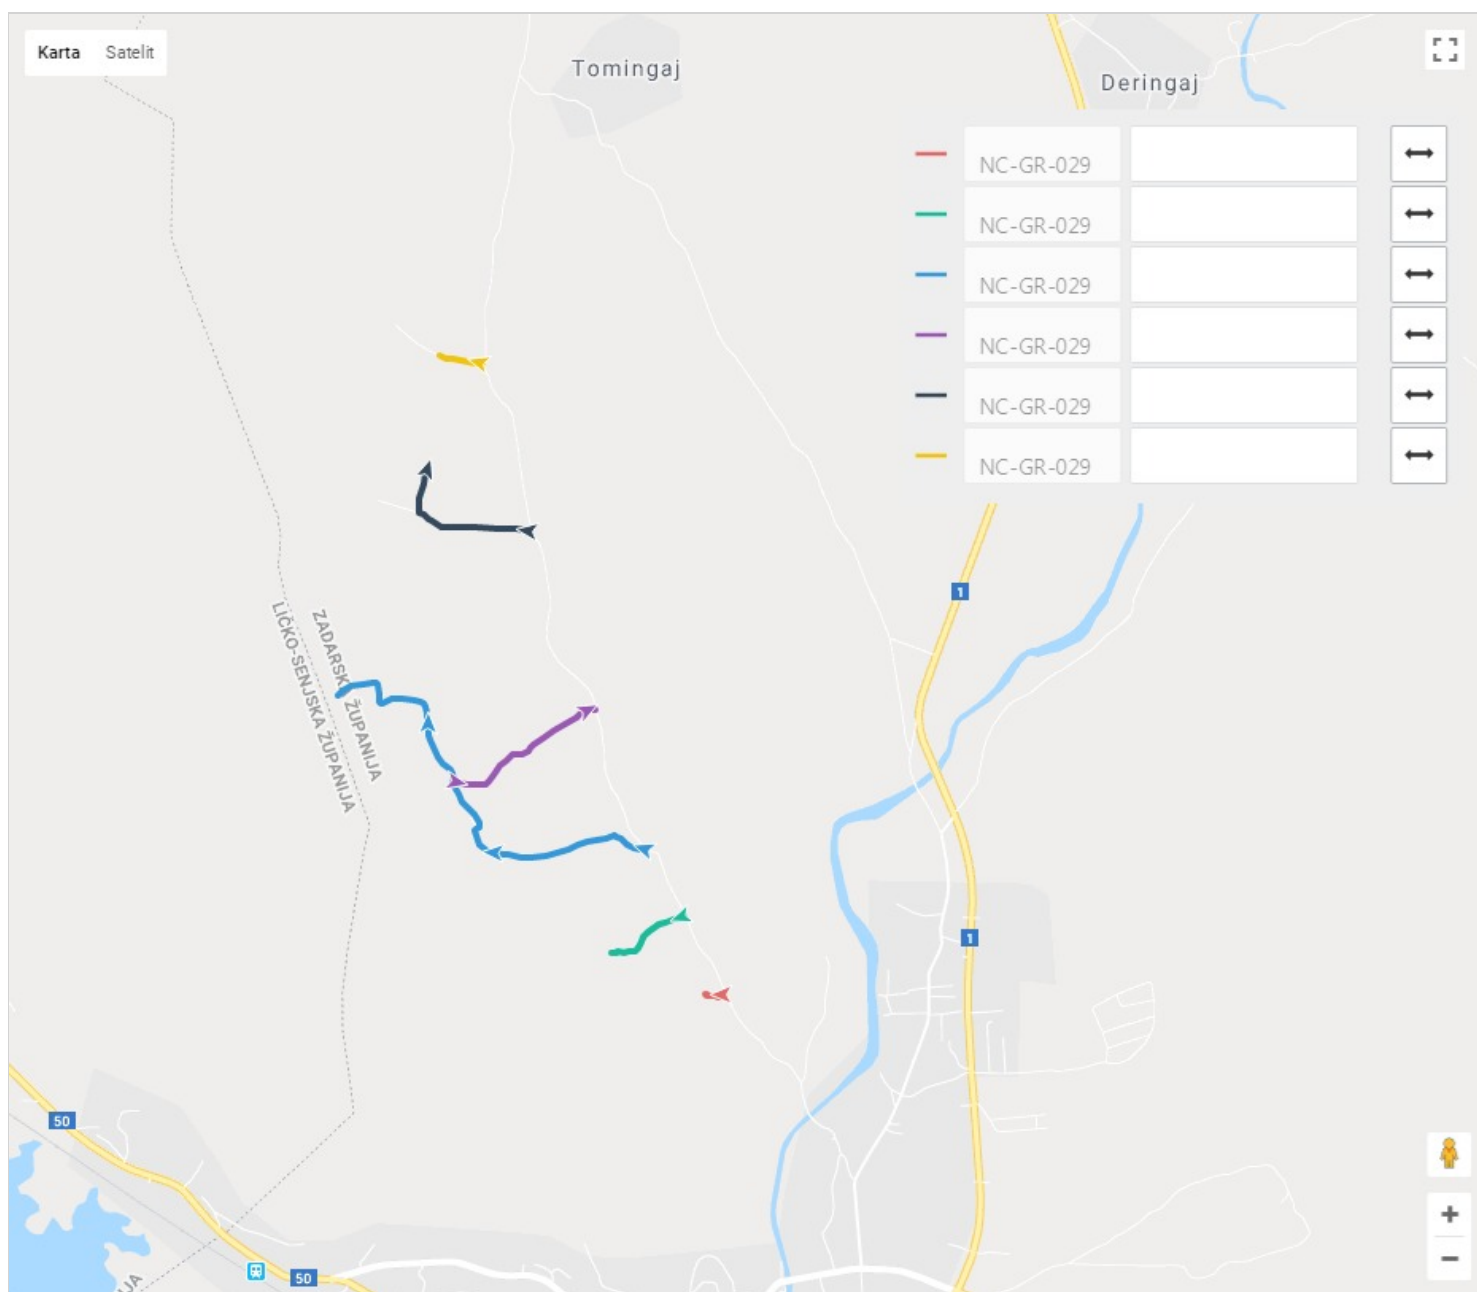 Karta Satelit
Tomingaj
Deringaj
NC-GR-029
NC-GR-029
NC-GR-029
NC-GR-029
NC-GR-029
NC-GR-029
1
ZADARSKA ŽUPANIJA
LIČKO-SENJSKA ŽUPANIJA
1
50
50
IJA
+
−